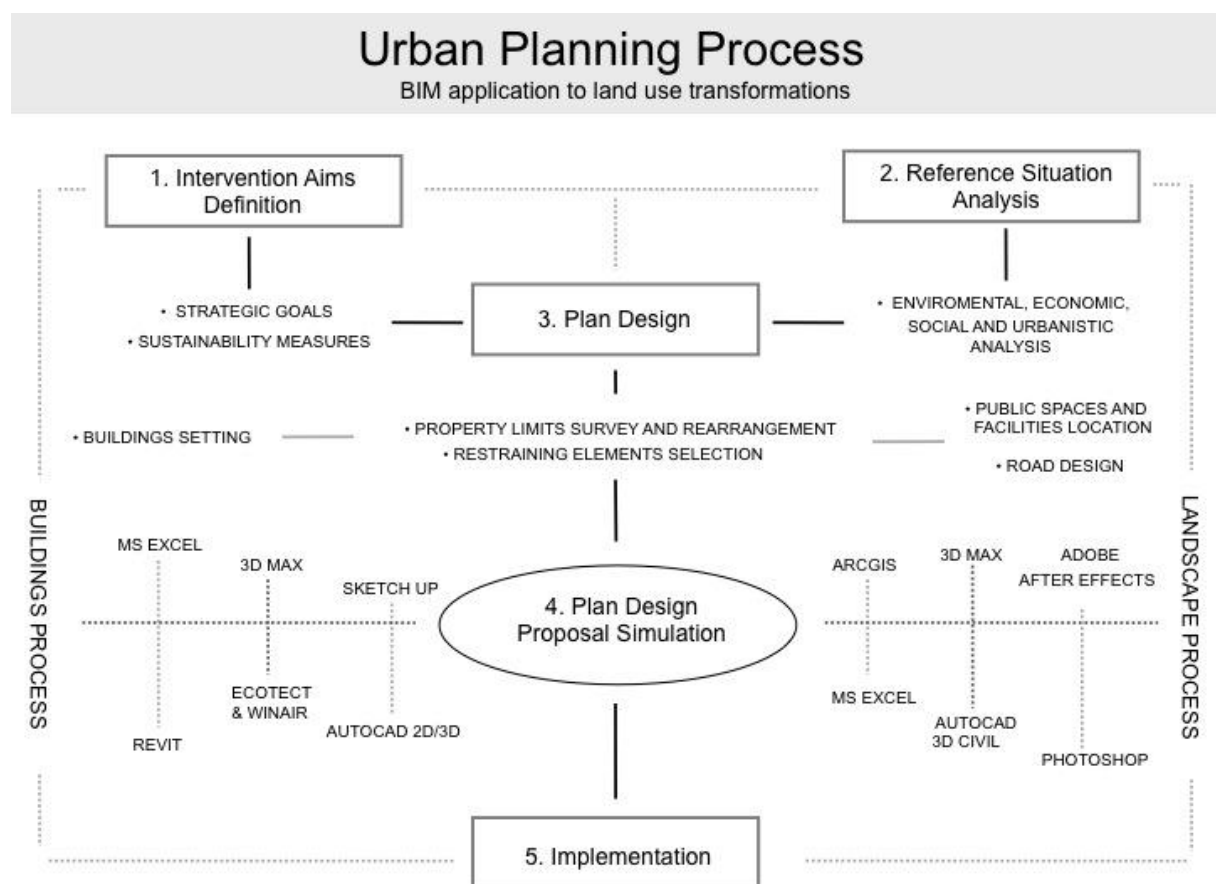 Urban Planning Process
BIM application to land use transformations
1. Intervention Aims
Definition
2. Reference Situation
Analysis
• STRATEGIC GOALS
• SUSTAINABILITY MEASURES
3. Plan Design
• ENVIROMENTAL, ECONOMIC,
SOCIAL AND URBANISTIC
ANALYSIS
• BUILDINGS SETTING
• PROPERTY LIMITS SURVEY AND REARRANGEMENT
• RESTRAINING ELEMENTS SELECTION
• PUBLIC SPACES AND
FACILITIES LOCATION
• ROAD DESIGN
BUILDINGS PROCESS
MS EXCEL
3D MAX
SKETCH UP
REVIT
ECOTECT
& WINAIR
AUTOCAD 2D/3D
4. Plan Design
Proposal Simulation
ARCGIS
3D MAX
ADOBE
AFTER EFFECTS
MS EXCEL
AUTOCAD
3D CIVIL
PHOTOSHOP
LANDSCAPE PROCESS
5. Implementation